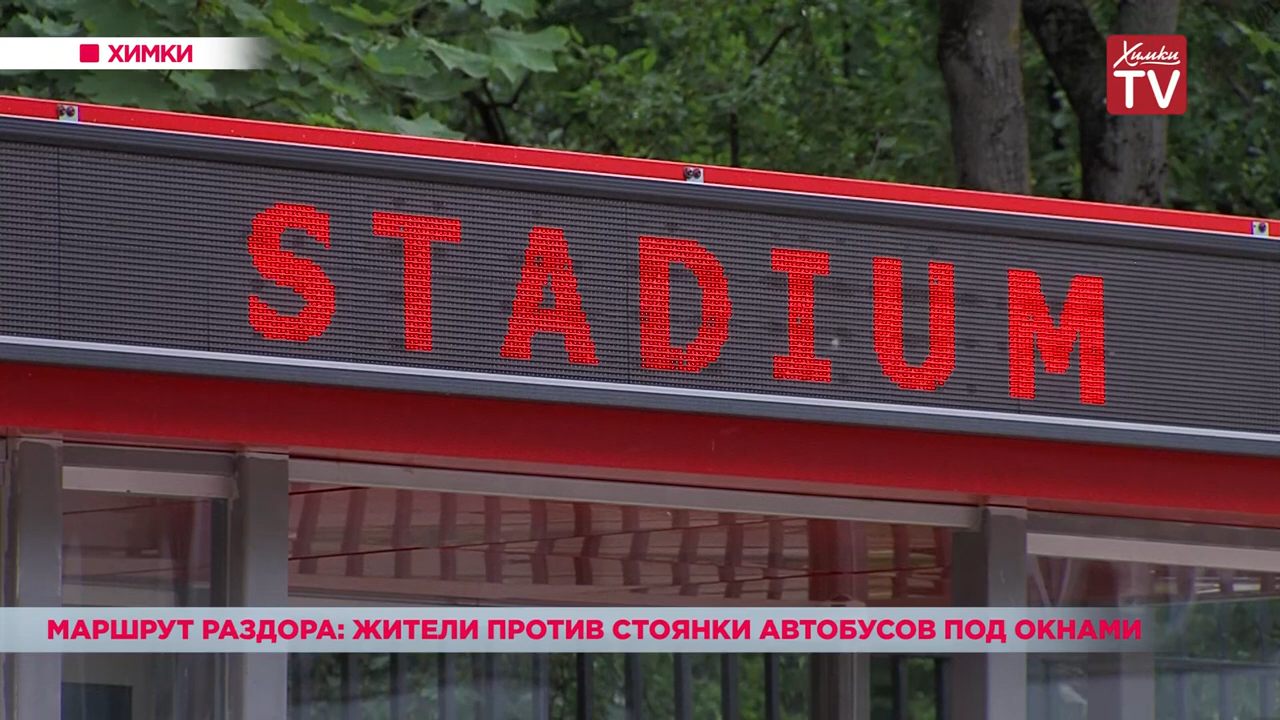 ХИМКИ
Химки
TV
STADIUM
МАРШРУТ РАЗДОРА: ЖИТЕЛИ ПРОТИВ СТОЯНКИ АВТОБУСОВ ПОД ОКНАМИ